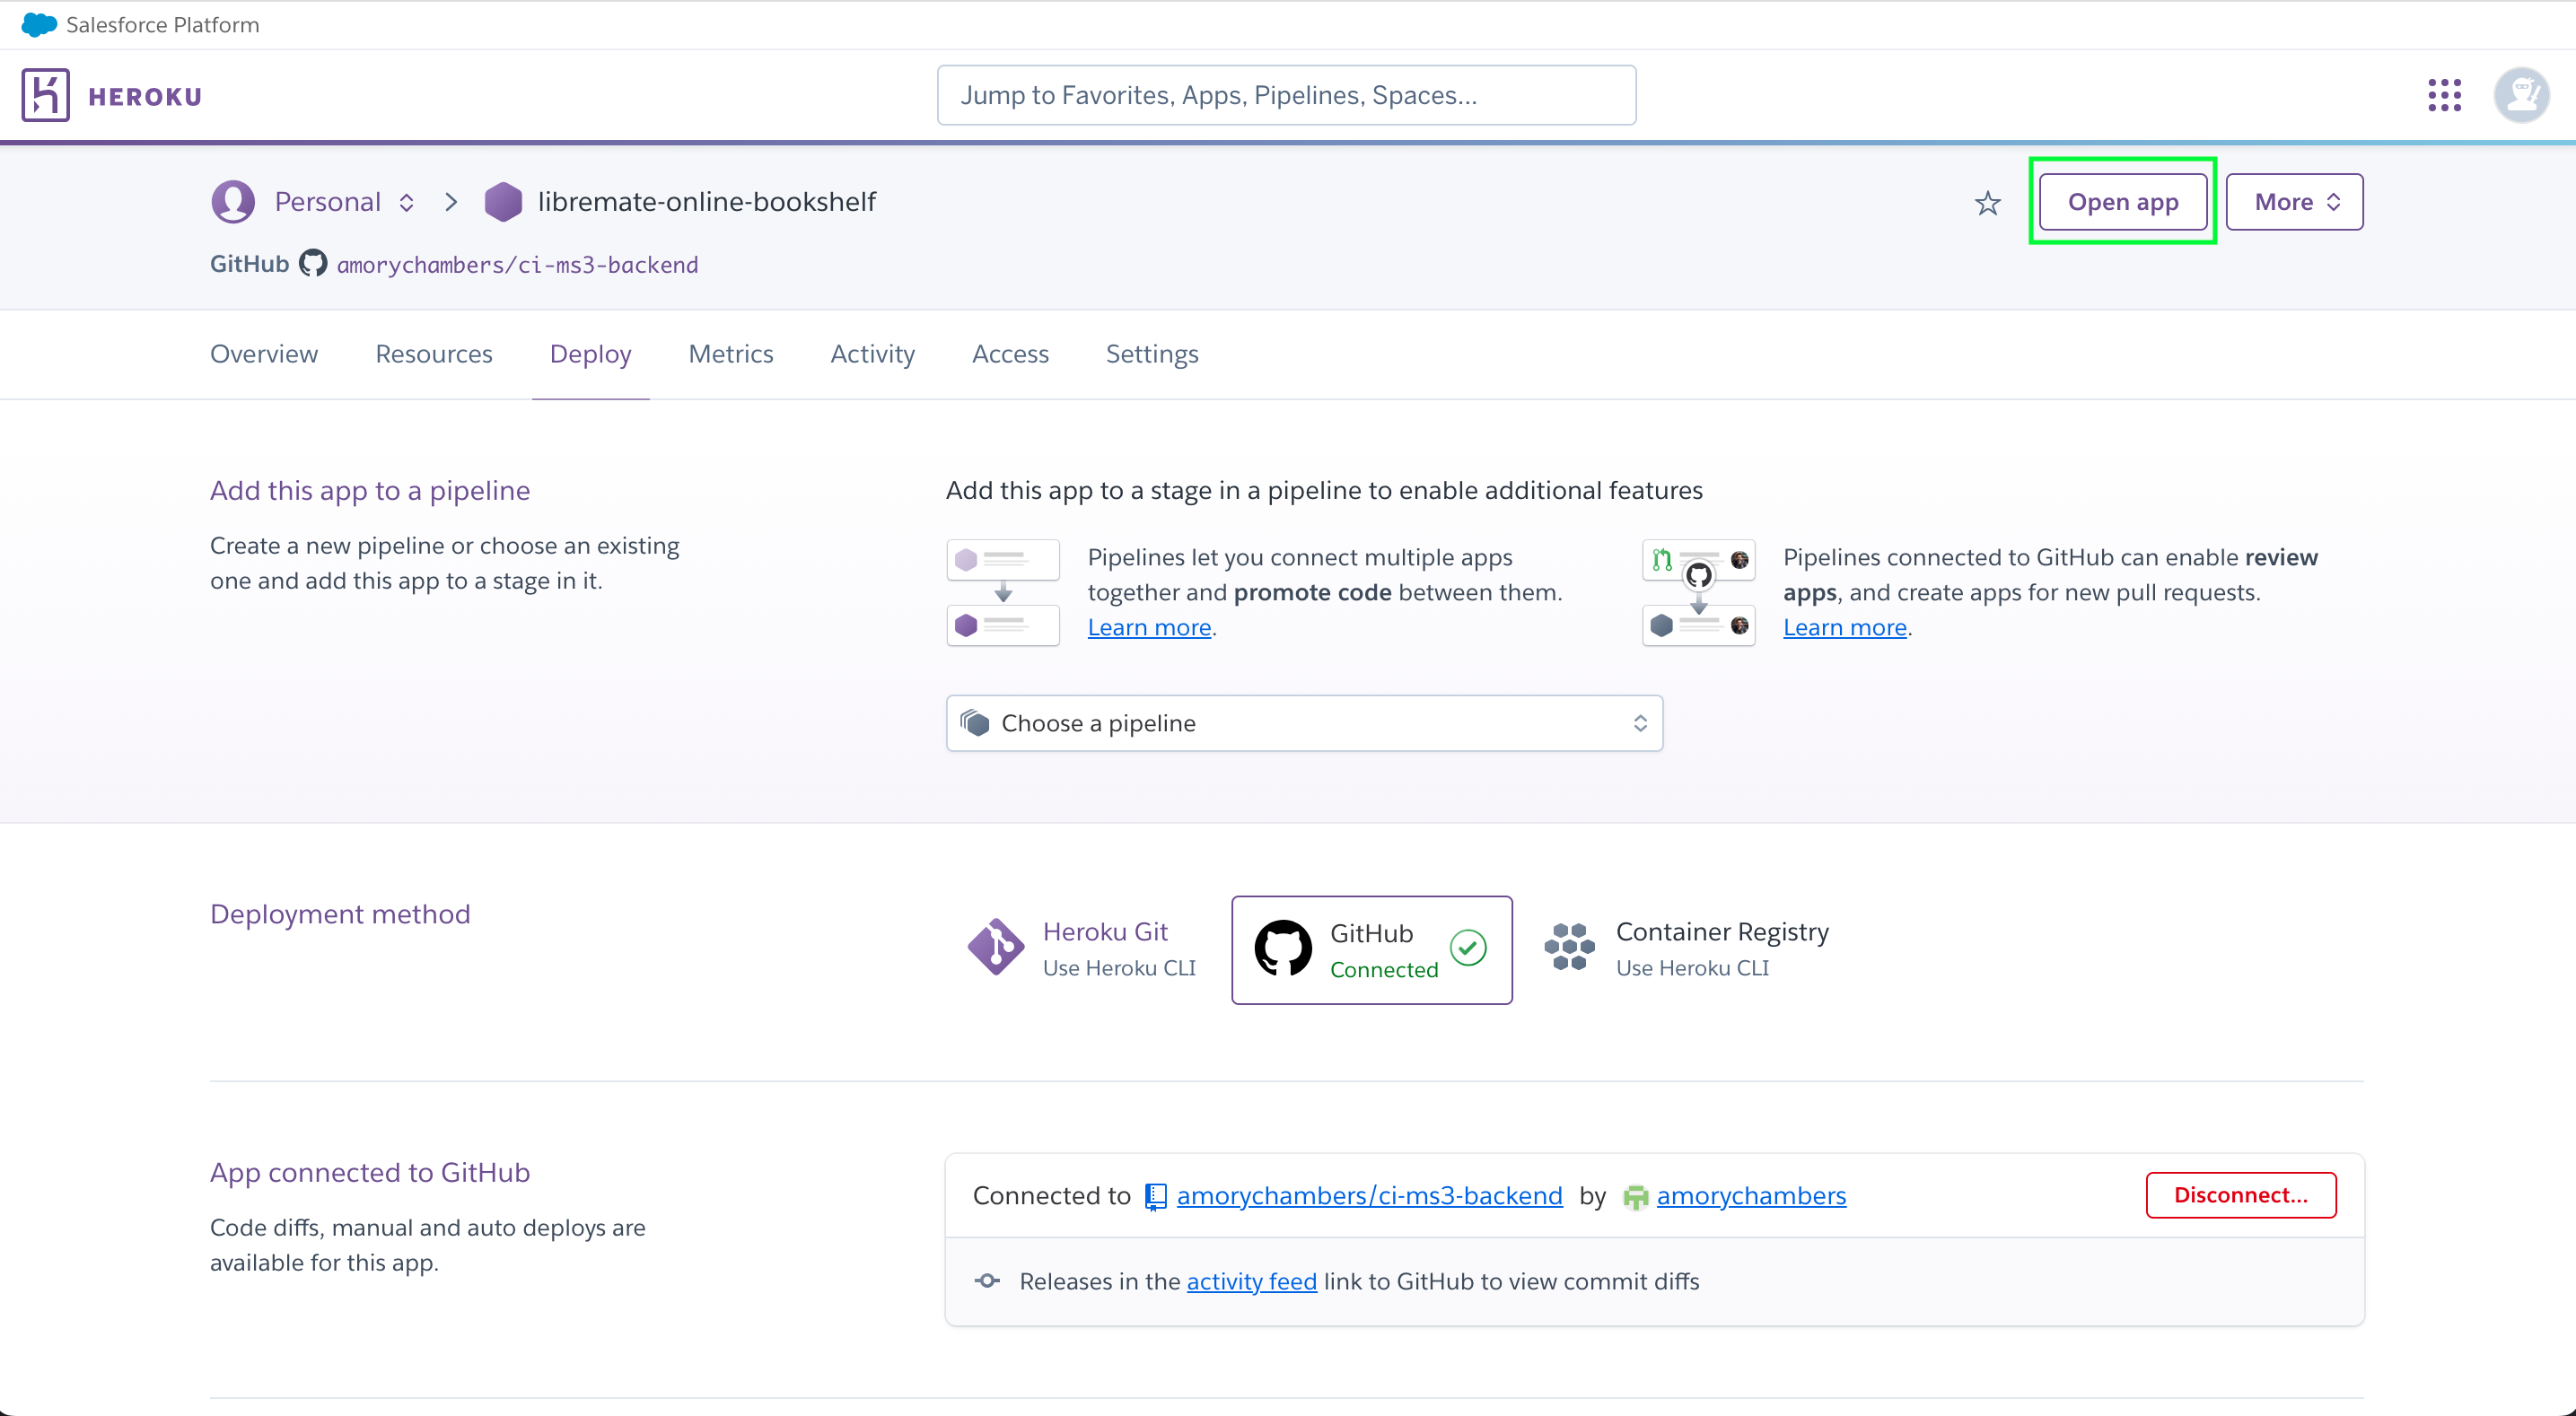 Salesforce Platform
HEROKU
Jump to Favorites, Apps, Pipelines, Spaces...
Personal
libremate-online-bookshelf
Open app
More
GitHub amorychambers/ci-ms3-backend
Overview
Resources
Deploy
Metrics
Activity
Access
Settings
Add this app to a pipeline
Create a new pipeline or choose an existing
one and add this app to a stage in it.
Add this app to a stage in a pipeline to enable additional features
Pipelines let you connect multiple apps
together and promote code between them.
Learn more.
Pipelines connected to GitHub can enable review
apps, and create apps for new pull requests.
Learn more.
Choose a pipeline
Deployment method
Heroku Git
Use Heroku CLI
GitHub
Connected
Container Registry
Use Heroku CLI
App connected to GitHub
Code diffs, manual and auto deploys are
available for this app.
Connected to amorychambers/ci-ms3-backend by amorychambers
Disconnect...
Releases in the activity feed link to GitHub to view commit diffs